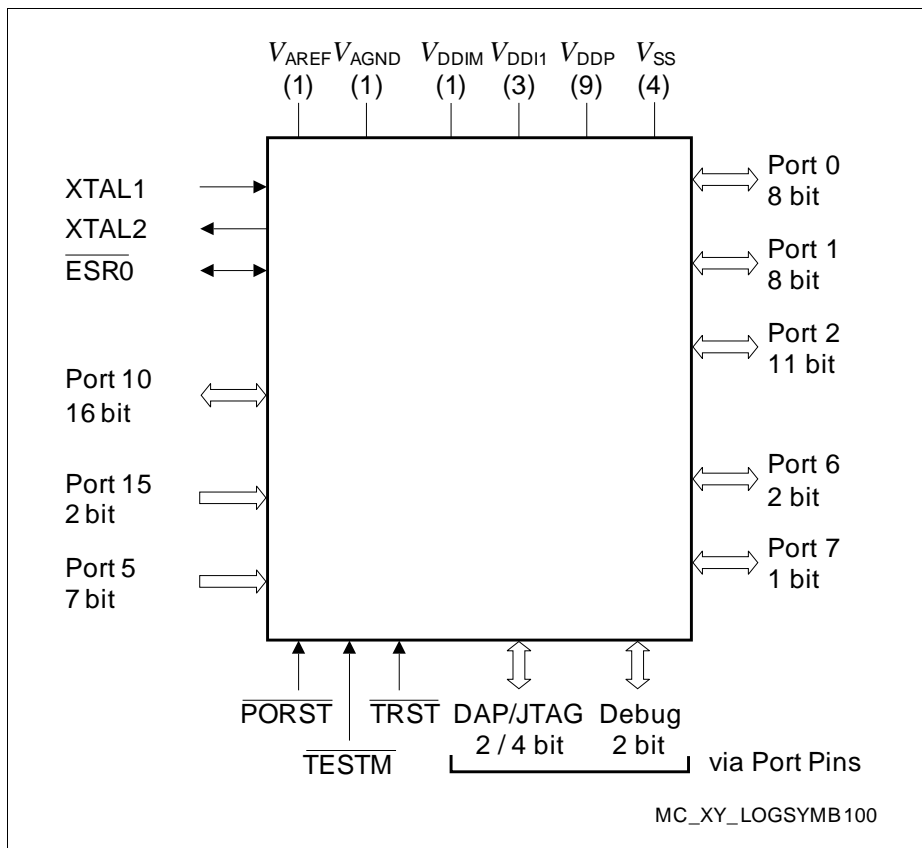 VAREF VAGND VDDIM VDDI1 VDDP VSS
(1) (1) (1) (3) (9) (4)
XTAL1
XTAL2
ESR0
Port 10
16 bit
Port 15
2 bit
Port 5
7 bit
Port 0
8 bit
Port 1
8 bit
Port 2
11 bit
Port 6
2 bit
Port 7
1 bit
PORST TRST DAP/JTAG Debug
2 / 4 bit 2 bit
TESTM
via Port Pins
MC_XY_LOGSYMB100